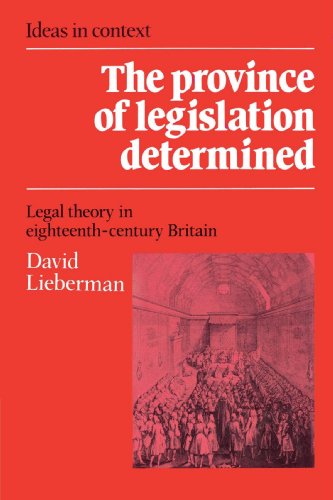 Ideas in context
The province
of legislation
determined
Legal theory in
eighteenth-century Britain
David
Lieberman